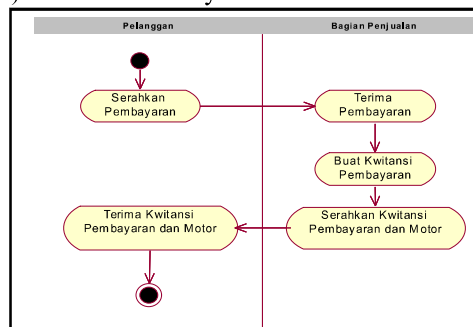 Pelanggan
Bagian Penjualan
Serahkan
Pembayaran
Terima
Pembayaran
Buat Kwitansi
Pembayaran
Serahkan Kwitansi
Pembayaran dan Motor
Terima Kwitansi
Pembayaran dan Motor